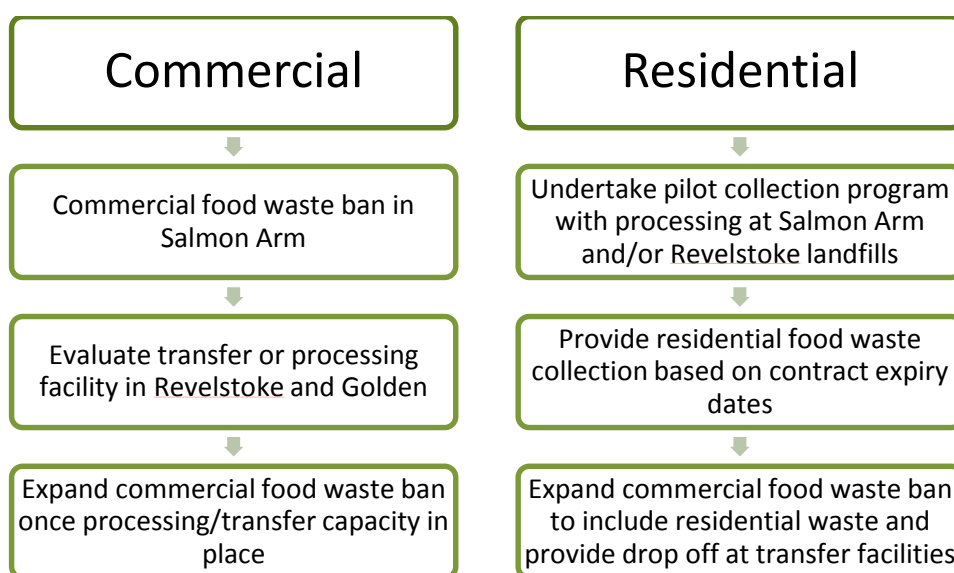 Commercial
Commercial food waste ban in
Salmon Arm
Evaluate transfer or processing
facility in Revelstoke and Golden
Expand commercial food waste ban
once processing/transfer capacity in
place
Residential
Undertake pilot collection program
with processing at Salmon Arm
and/or Revelstoke landfills
Provide residential food waste
collection based on contract expiry
dates
Expand commercial food waste ban
to include residential waste and
provide drop off at transfer facilities